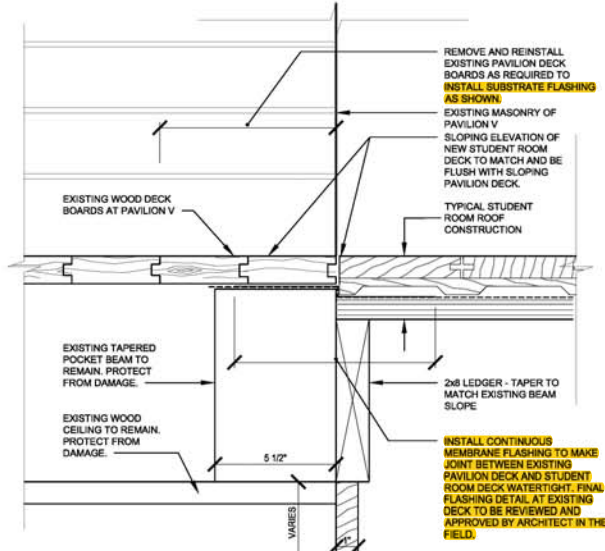 REMOVE AND REINSTALL
EXISTING PAVILION DECK
BOARDS AS REQUIRED TO
INSTALL SUBSTRATE FLASHING
AS SHOWN.
EXISTING MASONRY OF
PAVILION V
SLOPING ELEVATION OF
NEW STUDENT ROOM
DECK TO MATCH AND BE
FLUSH WITH SLOPING
PAVILION DECK.
EXISTING WOOD DECK
BOARDS AT PAVILION V
TYPICAL STUDENT
ROOM ROOF
CONSTRUCTION
EXISTING TAPERED
POCKET BEAM TO
REMAIN. PROTECT
FROM DAMAGE.
2x8 LEDGER - TAPER TO
MATCH EXISTING BEAM
SLOPE
EXISTING WOOD
CEILING TO REMAIN.
PROTECT FROM
DAMAGE.
5 1/2"
INSTALL CONTINUOUS
MEMBRANE FLASHING TO MAKE
JOINT BETWEEN EXISTING
PAVILION DECK AND STUDENT
ROOM DECK WATERTIGHT. FINAL
FLASHING DETAIL AT EXISTING
DECK TO BE REVIEWED AND
APPROVED BY ARCHITECT IN THE
FIELD.
VARIES
1"